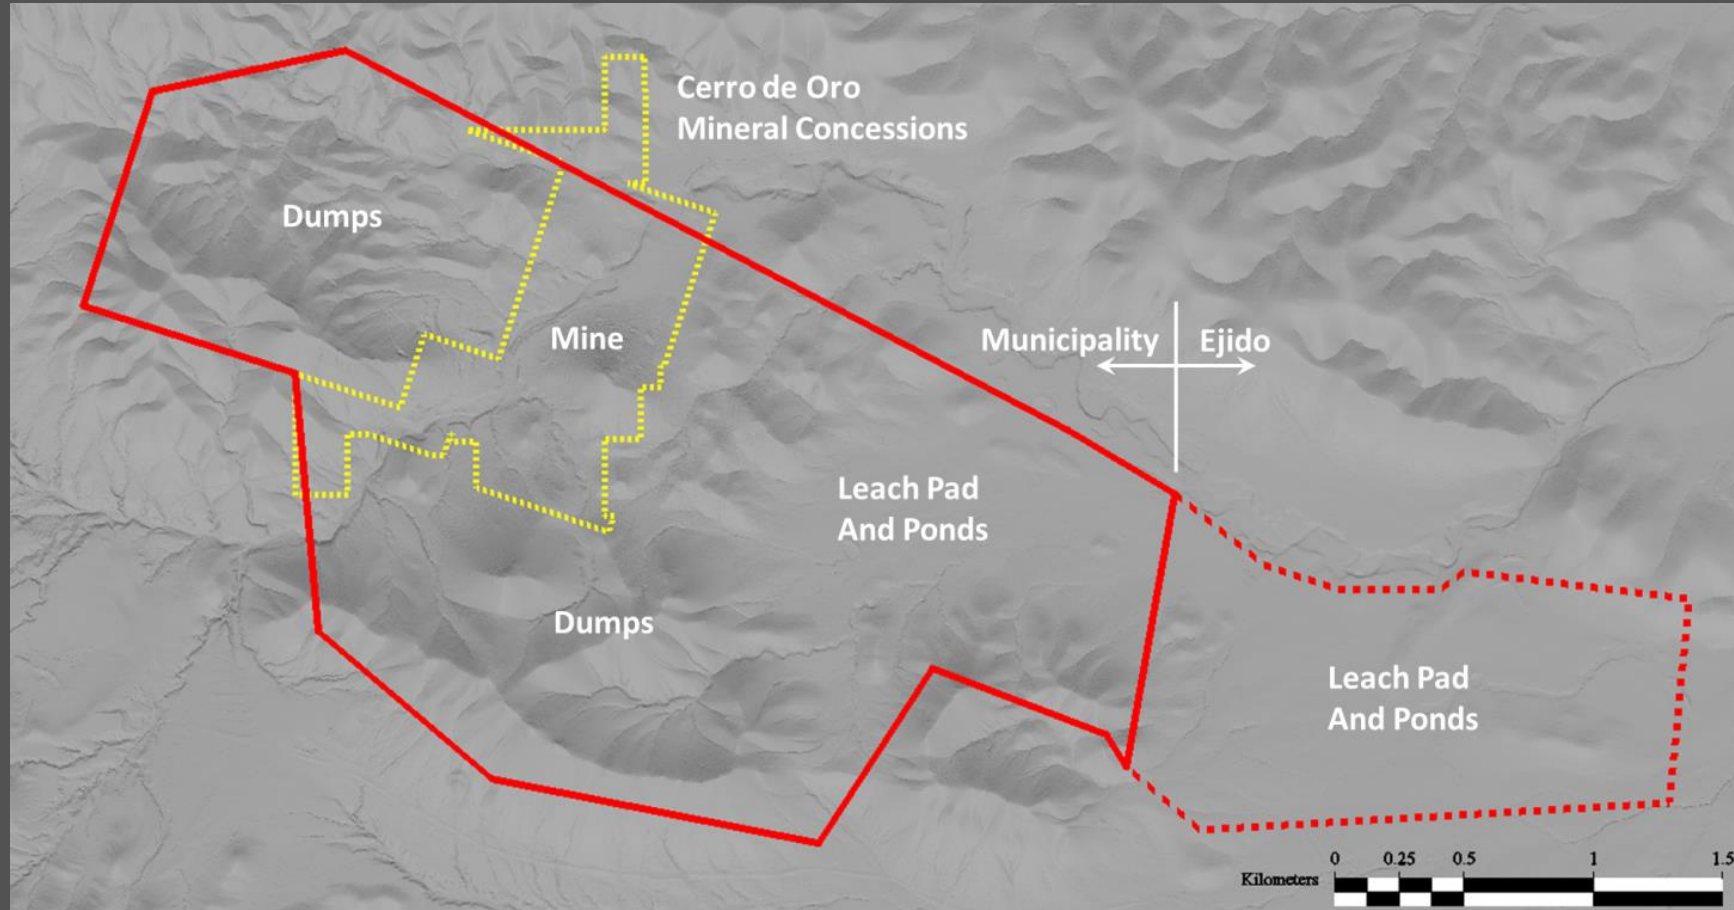 Cerro de Oro
Mineral Concessions
Dumps
Mine
Municipality
Ejido
Leach Pad
And Ponds
Dumps
Leach Pad
And Ponds
0 0.25 0.5 1 1.5
Kilometers